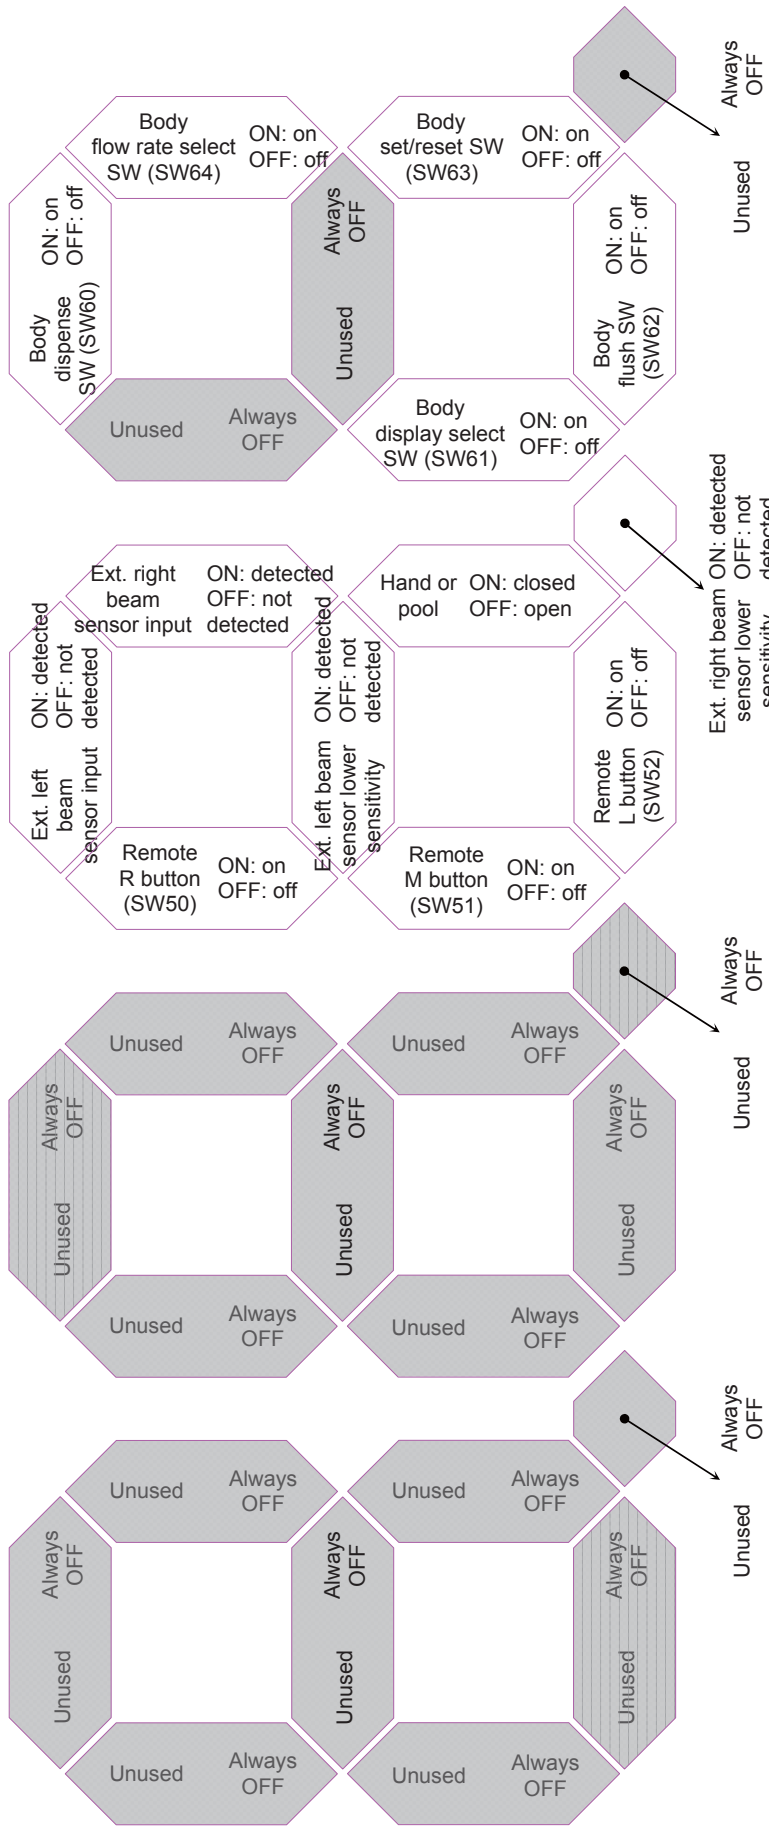 Body
dispense
SW (SW60)
ON: on
OFF: off
Body
flow rate select
SW (SW64)
ON: on
OFF: off
Unused
Always
OFF
Unused
Always
OFF
Body
set/reset SW
(SW63)
ON: on
OFF: off
Body
display select
SW (SW61)
ON: on
OFF: off
Body
flush SW
(SW62)
ON: on
OFF: off
Unused
Always
OFF
Ext. left
beam
sensor input
ON: detected
OFF: not
detected
Ext. right
beam
sensor input
ON: detected
OFF: not
detected
Remote
R button
(SW50)
ON: on
OFF: off
Ext. left beam
sensor lower
sensitivity
ON: detected
OFF: not
detected
Hand or
pool
ON: closed
OFF: open
Remote
M button
(SW51)
ON: on
OFF: off
Remote
L button
(SW52)
ON: on
OFF: off
Ext. right beam
sensor lower
sensitivity
ON: detected
OFF: not
detected
Unused
Always
OFF
Unused
Always
OFF
Unused
Always
OFF
Unused
Always
OFF
Unused
Always
OFF
Unused
Always
OFF
Unused
Always
OFF
Unused
Always
OFF
Unused
Always
OFF
Unused
Always
OFF
Unused
Always
OFF
Unused
Always
OFF
Unused
Always
OFF
Unused
Always
OFF
Unused
Always
OFF
Unused
Always
OFF